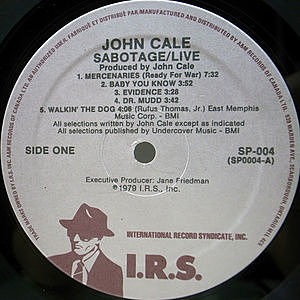 JOHN CALE
SABOTAGE/LIVE
Produced by John Cale
1. MERCENARIES (Ready For War) 7:32
2. BABY YOU KNOW 3:52
3. EVIDENCE 3:28
4. DR. MUDD 3:42
5. WALKIN' THE DOG 4:06 (Rufus Thomas, Jr.) East Memphis
Music Corp. - BMI
All selections written by John Cale except as indicated
All selections published by Undercover Music - BMI
SIDE ONE
SP-004
(SP0004-A)
Executive Producer: Jane Friedman
℗1979 I.R.S., Inc.
INTERNATIONAL RECORD SYNDICATE, INC.
I.R.S.